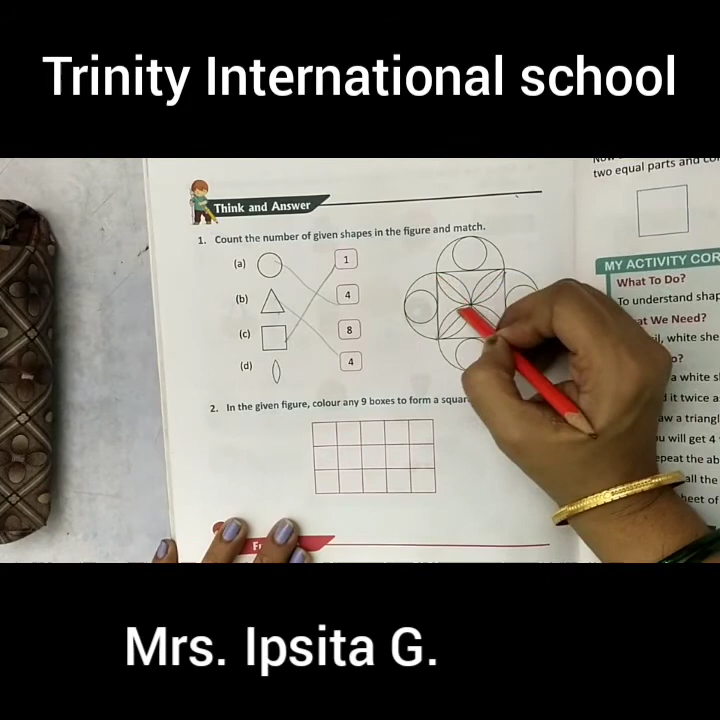 Trinity International school
Think and Answer
1. Count the number of given shapes in the figure and match.
(a)
1
(b)
4
(c)
8
(d)
4
2. In the given figure, colour any 9 boxes to form a squar
two equal parts and
MY ACTIVITY COR
What To Do?
To understand shap
at We Need?
il, white she
o?
a white s
d it twice a
aw a triangl
u will get 4
epeat the ab
all the
heet of
Mrs. Ipsita G.